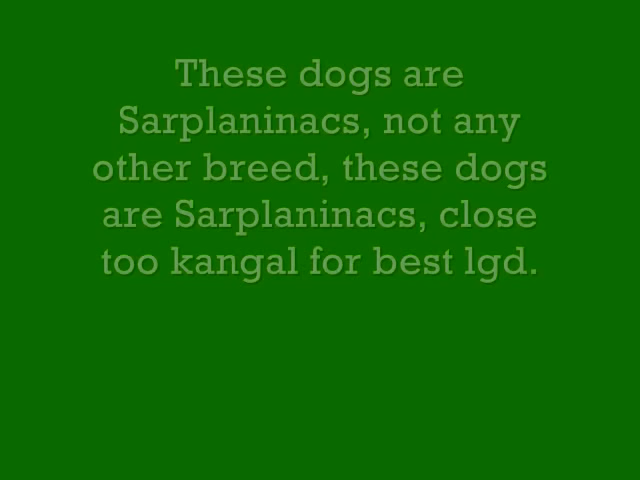 These dogs are
Sarplaninacs, not any
other breed, these dogs
are Sarplaninacs, close
too kangal for best lgd.